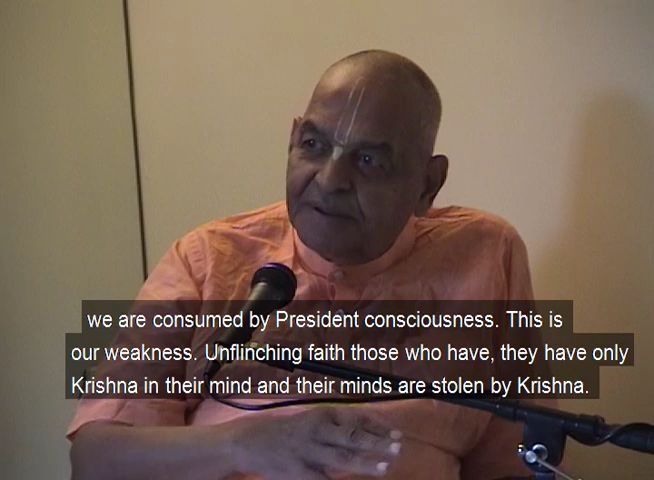 we are consumed by President consciousness. This is
our weakness. Unflinching faith those who have, they have only
Krishna in their mind and their minds are stolen by Krishna.